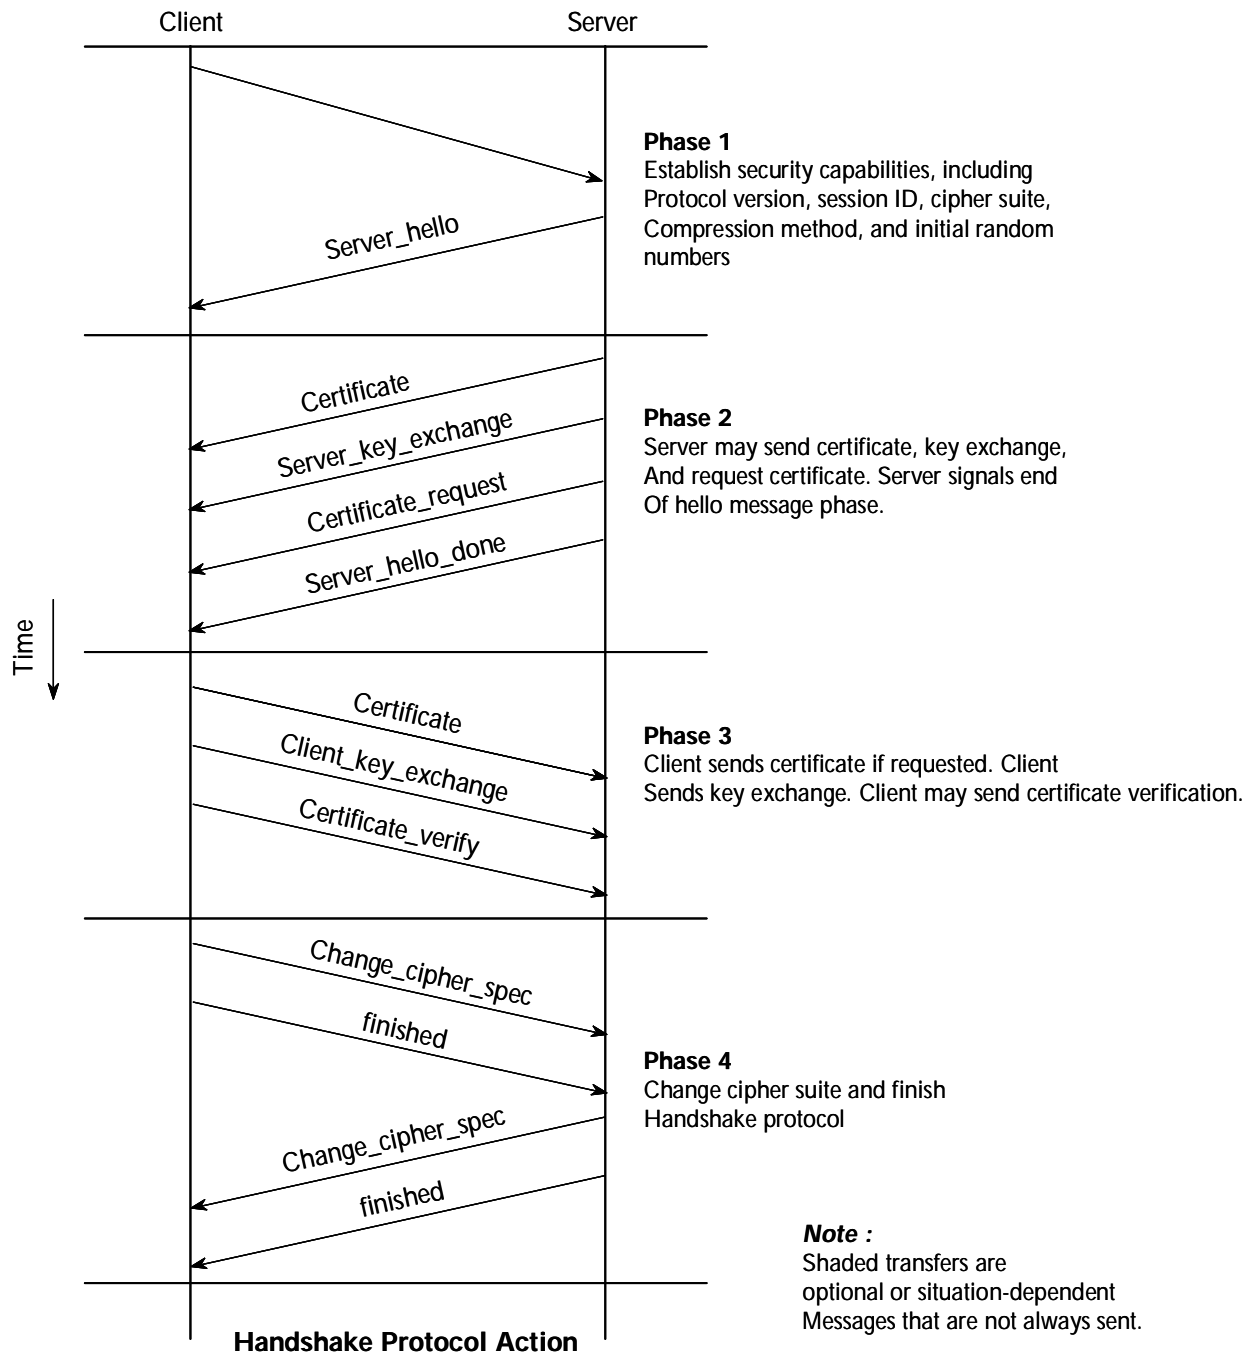 Client
Server
Phase 1
Establish security capabilities, including
Protocol version, session ID, cipher suite,
Compression method, and initial random
numbers
Server_hello
Certificate
Server_key_exchange
Certificate_request
Server_hello_done
Phase 2
Server may send certificate, key exchange,
And request certificate. Server signals end
Of hello message phase.
Time
Certificate
Client_key_exchange
Certificate_verify
Phase 3
Client sends certificate if requested. Client
Sends key exchange. Client may send certificate verification.
Change_cipher_spec
finished
Change_cipher_spec
finished
Phase 4
Change cipher suite and finish
Handshake protocol
Note :
Shaded transfers are
optional or situation-dependent
Messages that are not always sent.
Handshake Protocol Action